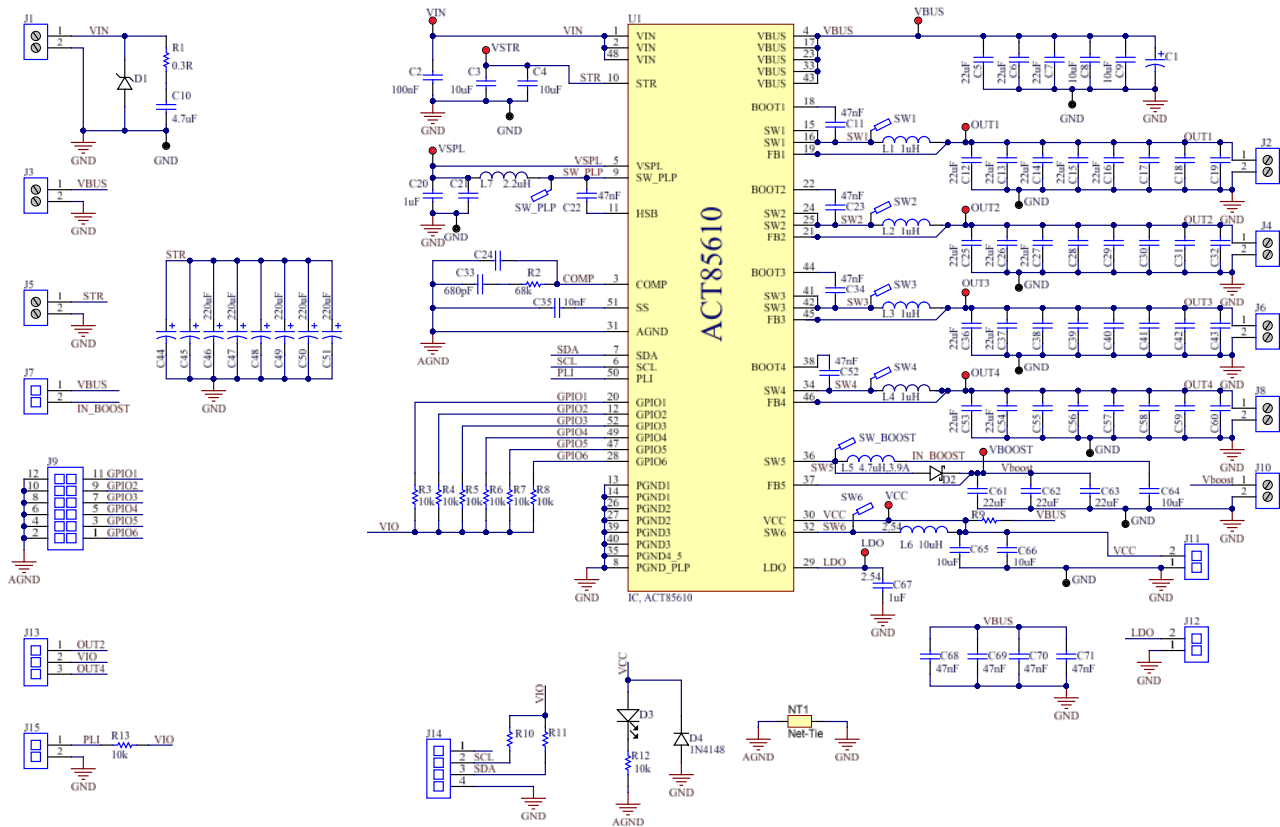 J1
1
2
VIN
GND
D1
R1
0.3R
C10
4.7uF
GND
J3
1
2
VBUS
GND
J5
1
2
STR
GND
J7
1
2
VBUS
IN_BOOST
STR
220uF
220uF
220uF
220uF
220uF
C44
C45
C46
C47
C48
C49
C50
C51
GND
J9
12
10
8
6
4
2
11 GPIO1
9 GPIO2
7 GPIO3
5 GPIO4
3 GPIO5
1 GPIO6
AGND
J13
1 OUT2
2 VIO
3 OUT4
J15
1
2
PLI
R13
10k
VIO
GND
VIN
C2
100nF
GND
VSTR
C3
10uF
C4
10uF
GND
STR
VSPL
C20
1uF
C21
GND
GND
L7 2.2uH
VSPL
SW_PLP
SW_PLP
C22
47nF
C24
C33
680pF
R2
68k
COMP
C35
10nF
AGND
SDA
SCL
PLI
GPIO1
GPIO2
GPIO3
GPIO4
GPIO5
GPIO6
R3
10k
R4
10k
R5
10k
R6
10k
R7
10k
R8
10k
VIO
GND
U1
ACT85610
IC, ACT85610
VIN
1 VIN
2 VIN
48 VIN
10 STR
5 VSPL
9 SW_PLP
11 HSB
3 COMP
51 SS
31 AGND
7 SDA
6 SCL
50 PLI
20 GPIO1
12 GPIO2
52 GPIO3
49 GPIO4
47 GPIO5
28 GPIO6
13 PGND1
14 PGND1
26 PGND2
27 PGND2
39 PGND3
40 PGND3
35 PGND4_5
8 PGND_PLP
VBUS 4
VBUS 17
VBUS 23
VBUS 33
VBUS 43
BOOT1 18
SW1 15
SW1 16
FB1 19
BOOT2 22
SW2 24
SW2 25
FB2 21
BOOT3 44
SW3 41
SW3 42
FB3 45
BOOT4 38
SW4 34
FB4 46
SW5 36
FB5 37
VCC 30
SW6 32
LDO 29
VBUS
VBUS
22uF
C5
22uF
C6
22uF
C7
10uF
C8
10uF
C9
C1
GND
GND
47nF
C11
SW1
SW1
L1 1uH
OUT1
22uF
C12
22uF
C13
22uF
C14
22uF
C15
22uF
C16
C17
C18
C19
OUT1
GND
GND
J2
1
2
47nF
C23
SW2
SW2
L2 1uH
OUT2
22uF
C25
22uF
C26
22uF
C27
C28
C29
C30
C31
C32
OUT2
GND
GND
J4
1
2
47nF
C34
SW3
SW3
L3 1uH
OUT3
22uF
C36
22uF
C37
C38
C39
C40
C41
C42
C43
OUT3
GND
GND
J6
1
2
47nF
C52
SW4
SW4
L4 1uH
OUT4
22uF
C53
22uF
C54
C55
C56
C57
C58
C59
C60
OUT4
GND
GND
J8
1
2
SW_BOOST
SW5
L5 4.7uH,3.9A
IN_BOOST
D2
VBOOST
Vboost
C61
22uF
C62
22uF
C63
22uF
C64
10uF
GND
Vboost
J10
1
2
GND
SW6
VCC
VCC
SW6
2.54
R9
VBUS
L6 10uH
C65
10uF
C66
10uF
GND
VCC
GND
J11
2
1
LDO
LDO
2.54
C67
1uF
GND
VBUS
C68
47nF
C69
47nF
C70
47nF
C71
47nF
GND
LDO
GND
J12
2
1
J14
1
2
3
4
SCL
SDA
R10
R11
VIO
GND
VCC
D3
R12
10k
AGND
D4
1N4148
GND
NT1
Net-Tie
AGND
GND